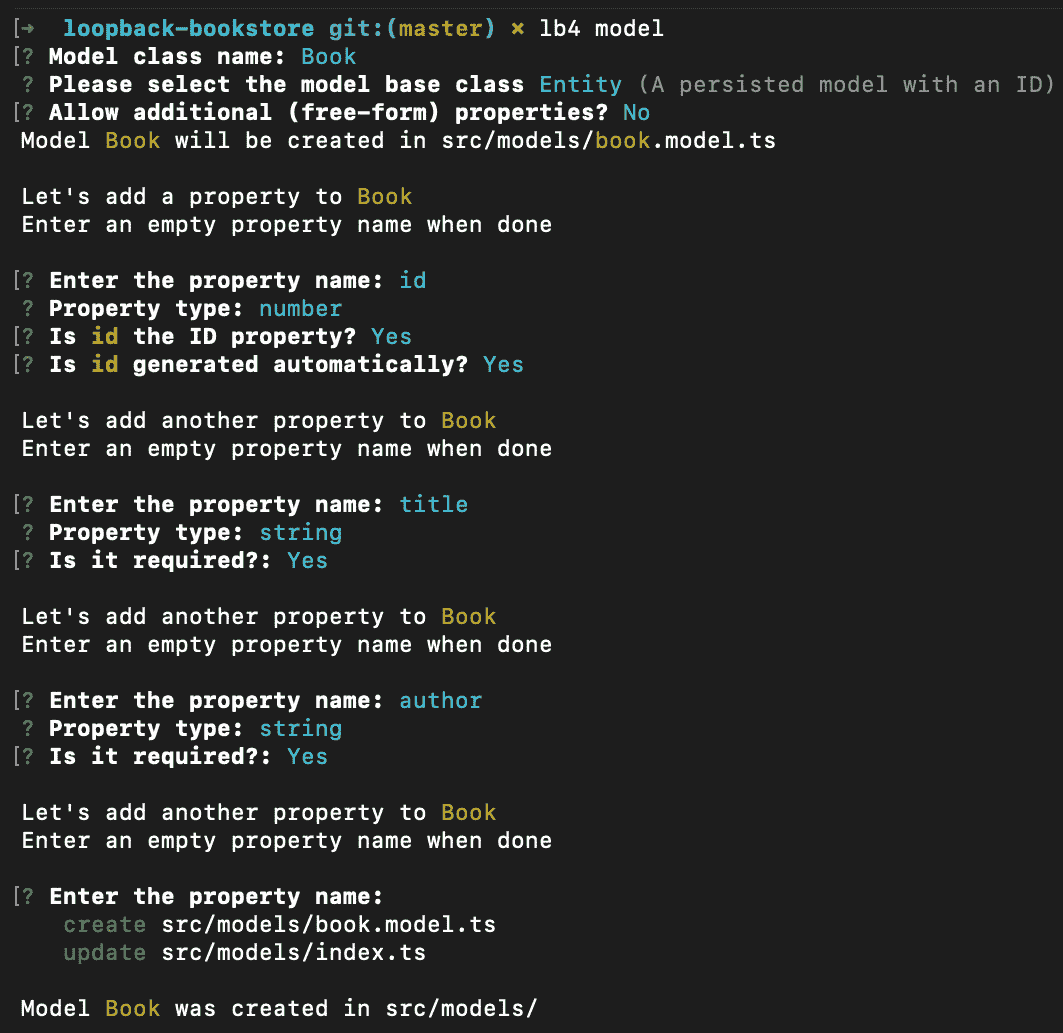 [→ loopback-bookstore git:(master) × lb4 model
[? Model class name: Book
? Please select the model base class Entity (A persisted model with an ID)
[? Allow additional (free-form) properties? No
Model Book will be created in src/models/book.model.ts
Let's add a property to Book
Enter an empty property name when done
[? Enter the property name: id
? Property type: number
[? Is id the ID property? Yes
[? Is id generated automatically? Yes
Let's add another property to Book
Enter an empty property name when done
[? Enter the property name: title
? Property type: string
[? Is it required?: Yes
Let's add another property to Book
Enter an empty property name when done
[? Enter the property name: author
? Property type: string
[? Is it required?: Yes
Let's add another property to Book
Enter an empty property name when done
[? Enter the property name:
create src/models/book.model.ts
update src/models/index.ts
Model Book was created in src/models/